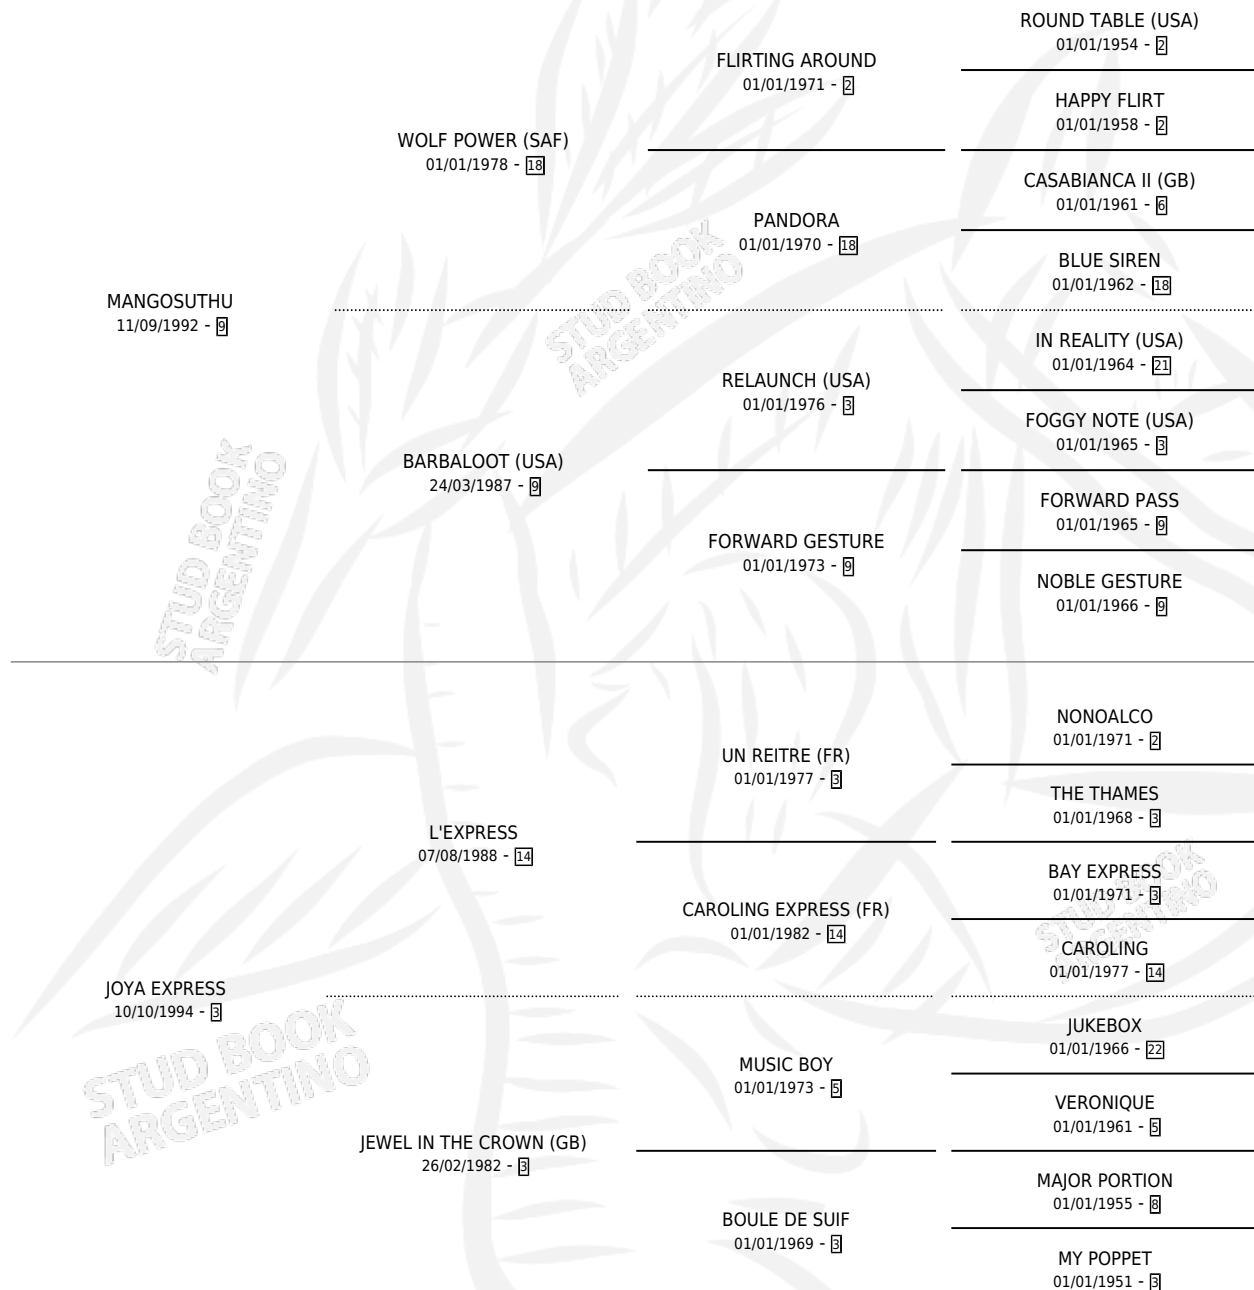 ROUND TABLE (USA)
01/01/1954 - 2
FLIRTING AROUND
01/01/1971 - 2
HAPPY FLIRT
01/01/1958 - 2
WOLF POWER (SAF)
01/01/1978 - 18
CASABIANCA II (GB)
01/01/1961 - 6
PANDORA
01/01/1970 - 18
BLUE SIREN
01/01/1962 - 18
MANGOSUTHU
11/09/1992 - 9
IN REALITY (USA)
01/01/1964 - 21
RELAUNCH (USA)
01/01/1976 - 3
FOGGY NOTE (USA)
01/01/1965 - 3
BARBALOOT (USA)
24/03/1987 - 9
FORWARD PASS
01/01/1965 - 9
FORWARD GESTURE
01/01/1973 - 9
NOBLE GESTURE
01/01/1966 - 9
NONOALCO
01/01/1971 - 2
UN REITRE (FR)
01/01/1977 - 3
THE THAMES
01/01/1968 - 3
L'EXPRESS
07/08/1988 - 14
BAY EXPRESS
01/01/1971 - 3
CAROLING EXPRESS (FR)
01/01/1982 - 14
CAROLING
01/01/1977 - 14
JOYA EXPRESS
10/10/1994 - 3
JUKEBOX
01/01/1966 - 22
MUSIC BOY
01/01/1973 - 5
VERONIQUE
01/01/1961 - 5
JEWEL IN THE CROWN (GB)
26/02/1982 - 3
MAJOR PORTION
01/01/1955 - 8
BOULE DE SUIF
01/01/1969 - 3
MY POPPET
01/01/1951 - 3
STUD BOOK
ARGENTINO
STUD BOOK
ARGENTINO
STUD BOOK
ARGENTINO
STUD BOOK
ARGENTINO